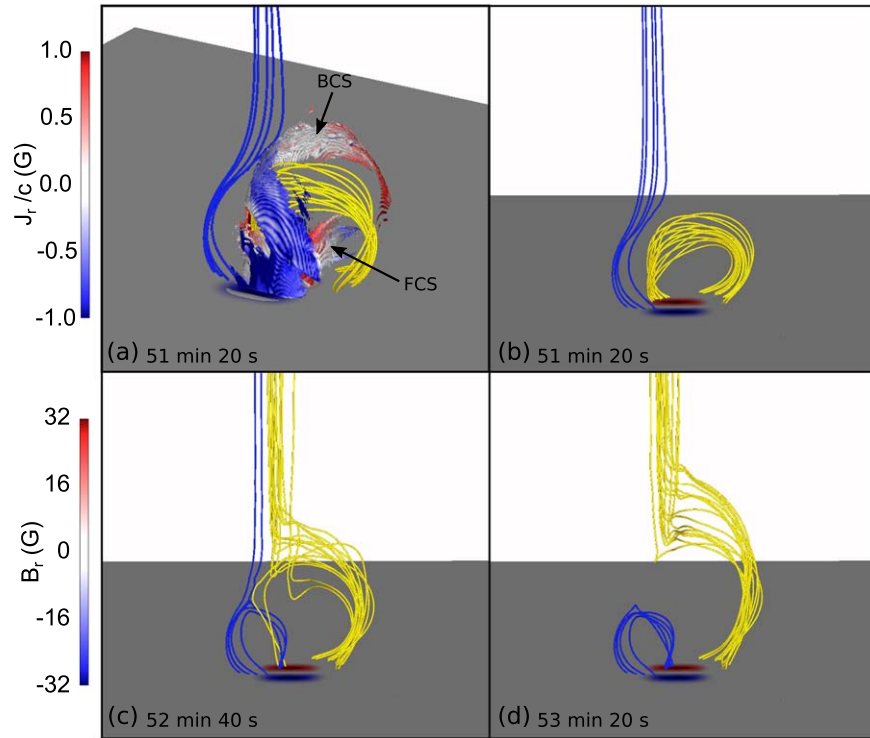 1.0
0.5
0.0
-0.5
-1.0
J_r /c (G)
BCS
FCS
(a) 51 min 20 s
(b) 51 min 20 s
32
16
0
-16
-32
B_r (G)
(c) 52 min 40 s
(d) 53 min 20 s